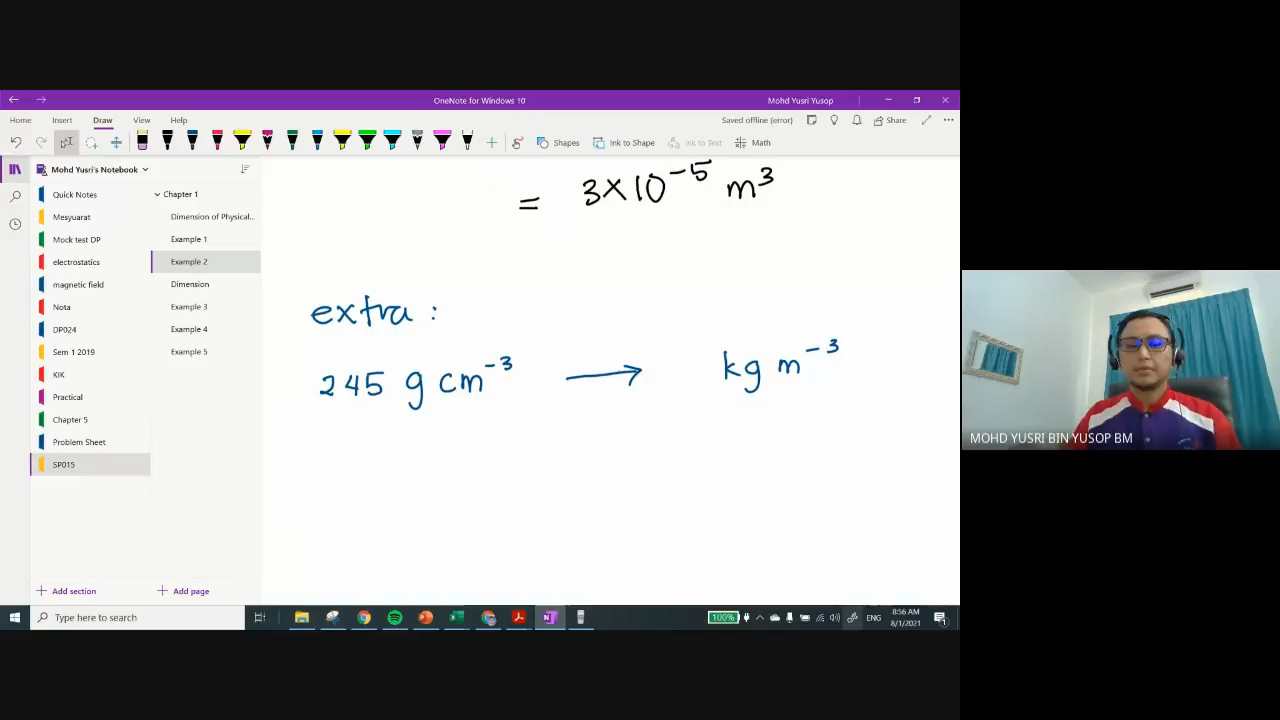 OneNote for Windows 10
Mohd Yusri Yusop
Home Insert Draw View Help
Saved offline (error) Share
Shapes Ink to Shape Ink to Text Math
Mohd Yusri's Notebook
Quick Notes
Mesyuarat
Mock test DP
electrostatics
magnetic field
Nota
DP024
Sem 1 2019
KIK
Practical
Chapter 5
Problem Sheet
SP015
Add section
Chapter 1
Dimension of Physical...
Example 1
Example 2
Dimension
Example 3
Example 4
Example 5
Add page
= 3×10⁻⁵ m³
extra :
245 g cm⁻³ → kg m⁻³
MOHD YUSRI BIN YUSOP BM
Type here to search
100%
ENG
8:56 AM
8/1/2021
1